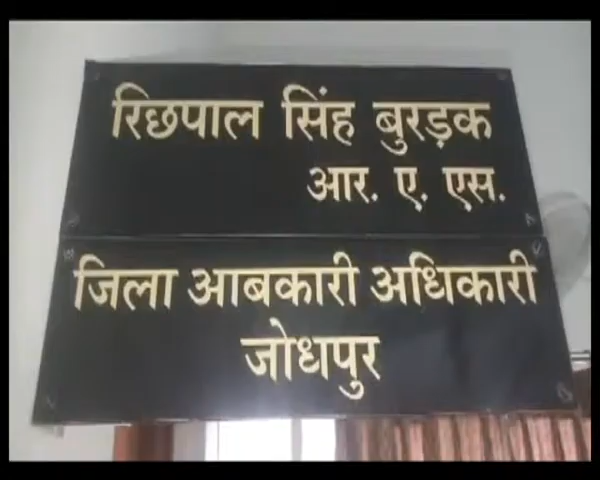 रिछपाल सिंह बुरड़क
आर. ए. एस.
जिला आबकारी अधिकारी
जोधपुर